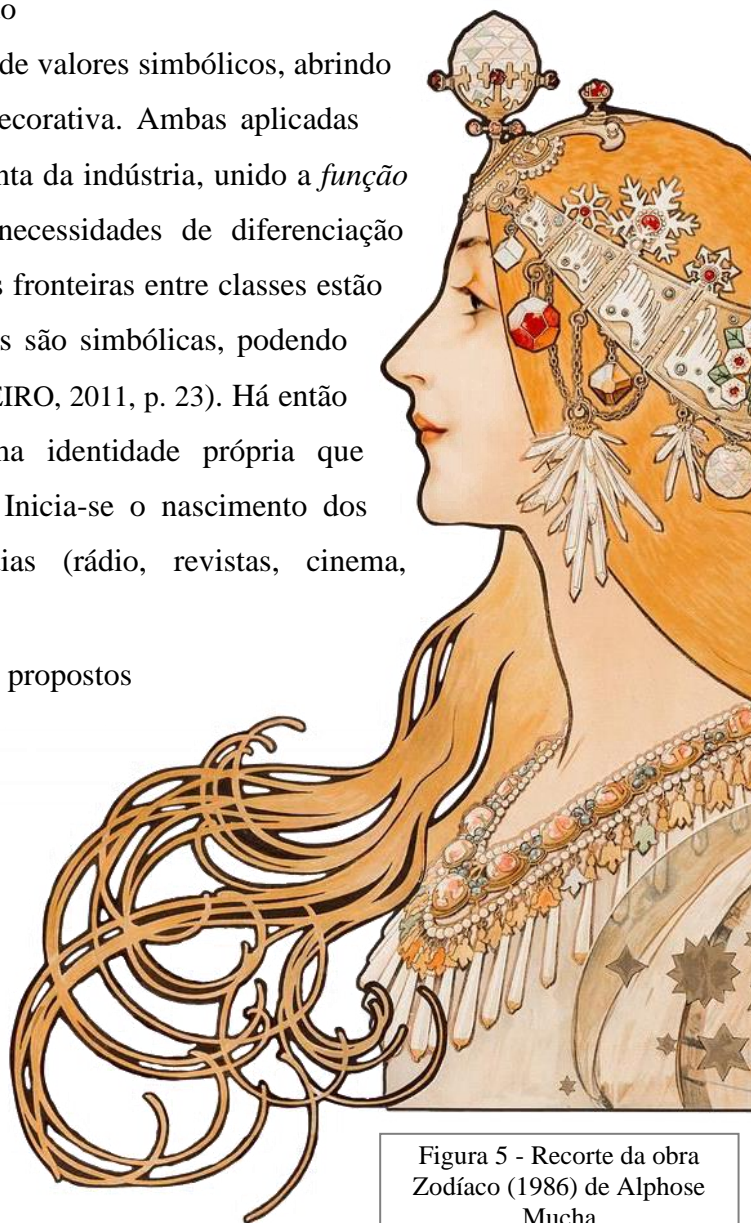 o
de valores simbólicos, abrindo
ecorativa. Ambas aplicadas
nta da indústria, unido a função
necessidades de diferenciação
s fronteiras entre classes estão
s são simbólicas, podendo
EIRO, 2011, p. 23). Há então
na identidade própria que
Inicia-se o nascimento dos
ias (rádio, revistas, cinema,
propostos
Figura 5 - Recorte da obra
Zodíaco (1986) de Alphose
Mucha